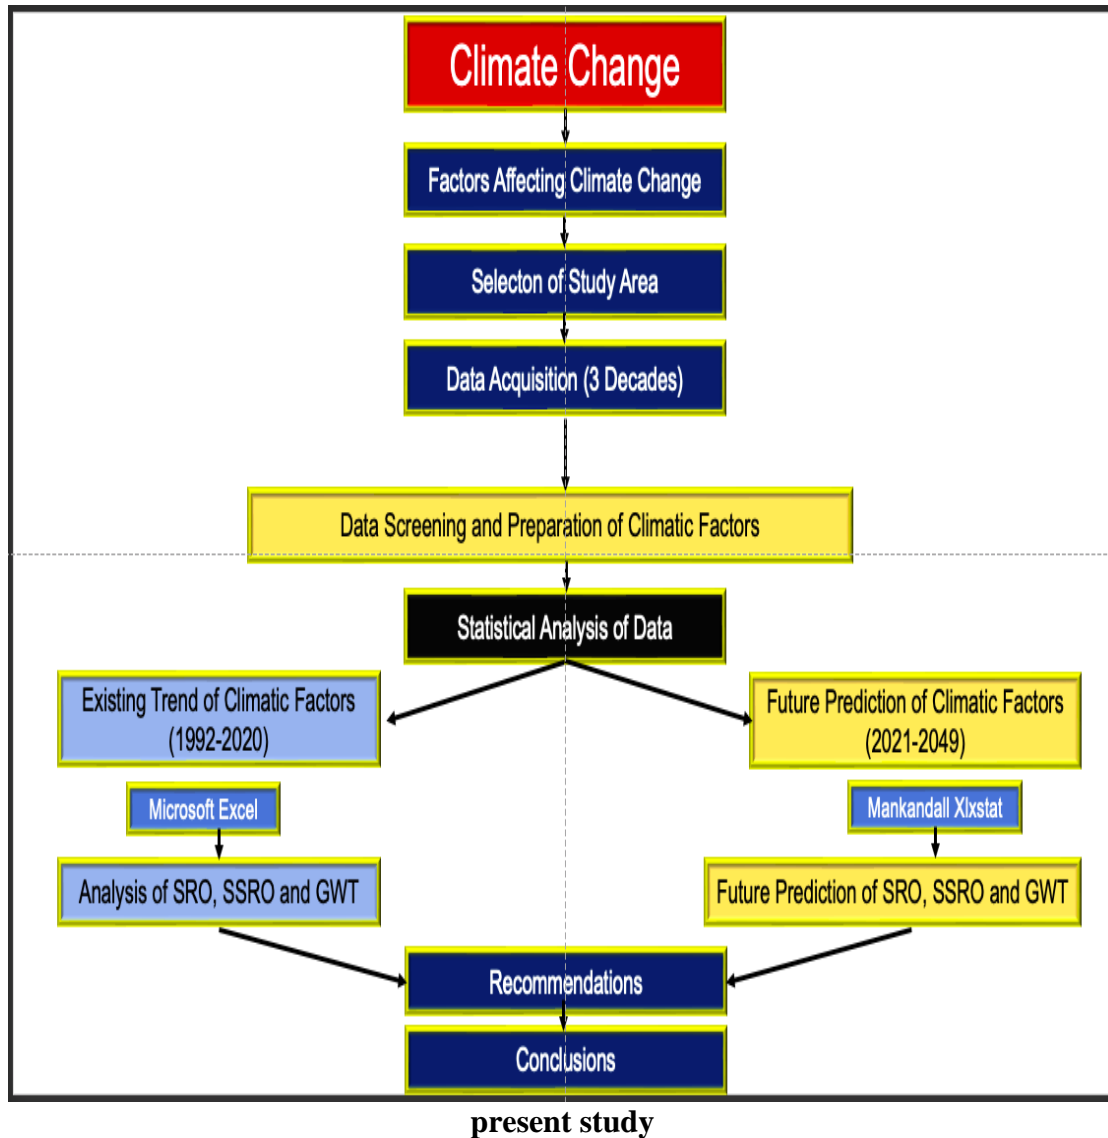 Climate Change
Factors Affecting Climate Change
Selecton of Study Area
Data Acquisition (3 Decades)
Data Screening and Preparation of Climatic Factors
Statistical Analysis of Data
Existing Trend of Climatic Factors
(1992-2020)
Future Prediction of Climatic Factors
(2021-2049)
Microsoft Excel
Mankandall Xlxstat
Analysis of SRO, SSRO and GWT
Future Prediction of SRO, SSRO and GWT
Recommendations
Conclusions
present study